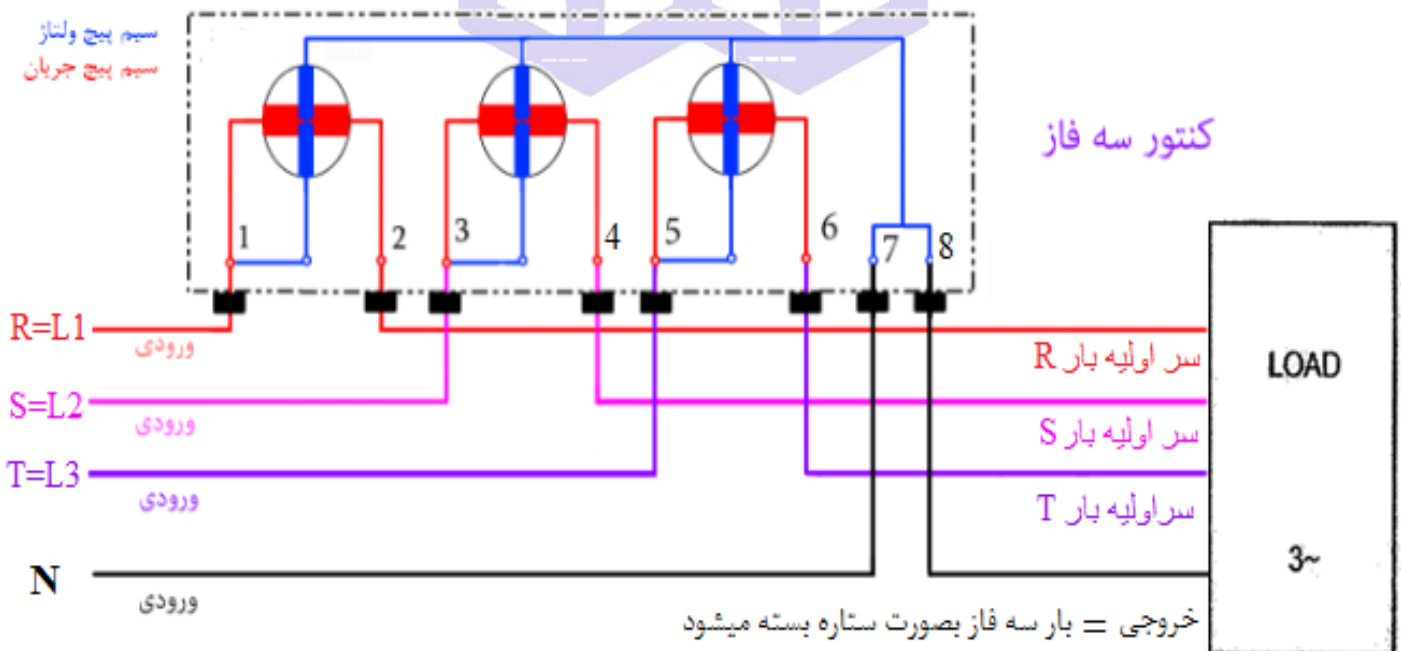 سیم پیچ ولتاژ
سیم پیچ جریان
کنتور سه فاز
1
2
3
4
5
6
7
8
R=L1
ورودی
سر اولیه بار R
LOAD
S=L2
ورودی
سر اولیه بار S
T=L3
ورودی
سراولیه بار T
3~
N
ورودی
خروجی = بار سه فاز بصورت ستاره بسته میشود